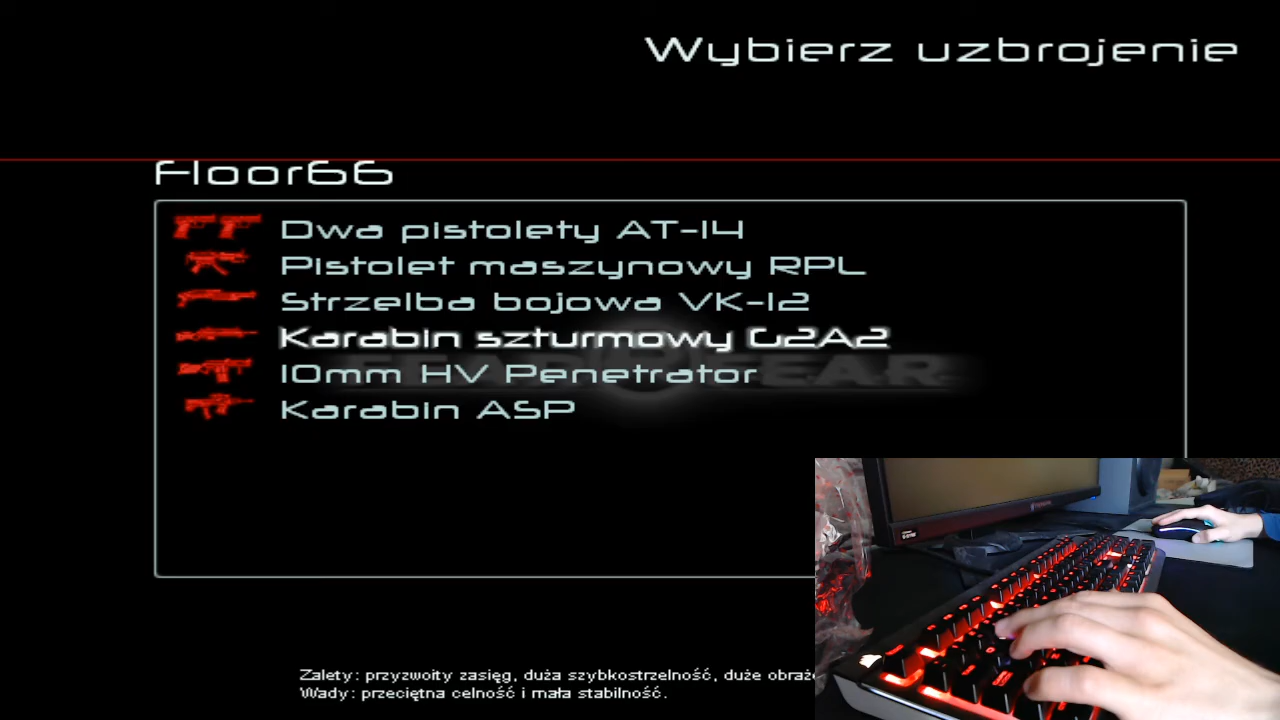 Wybierz uzbrojenie
Floor66
Dwa pistolety AT-14
Pistolet maszynowy RPL
Strzelba bojowa VK-12
Karabin szturmowy G2A2
10mm HV Penetrator
Karabin ASP
Zalety: przyzwoity zasięg, duża szybkostrzelność, duże
Wady: przeciętna celność i mała stabilność.